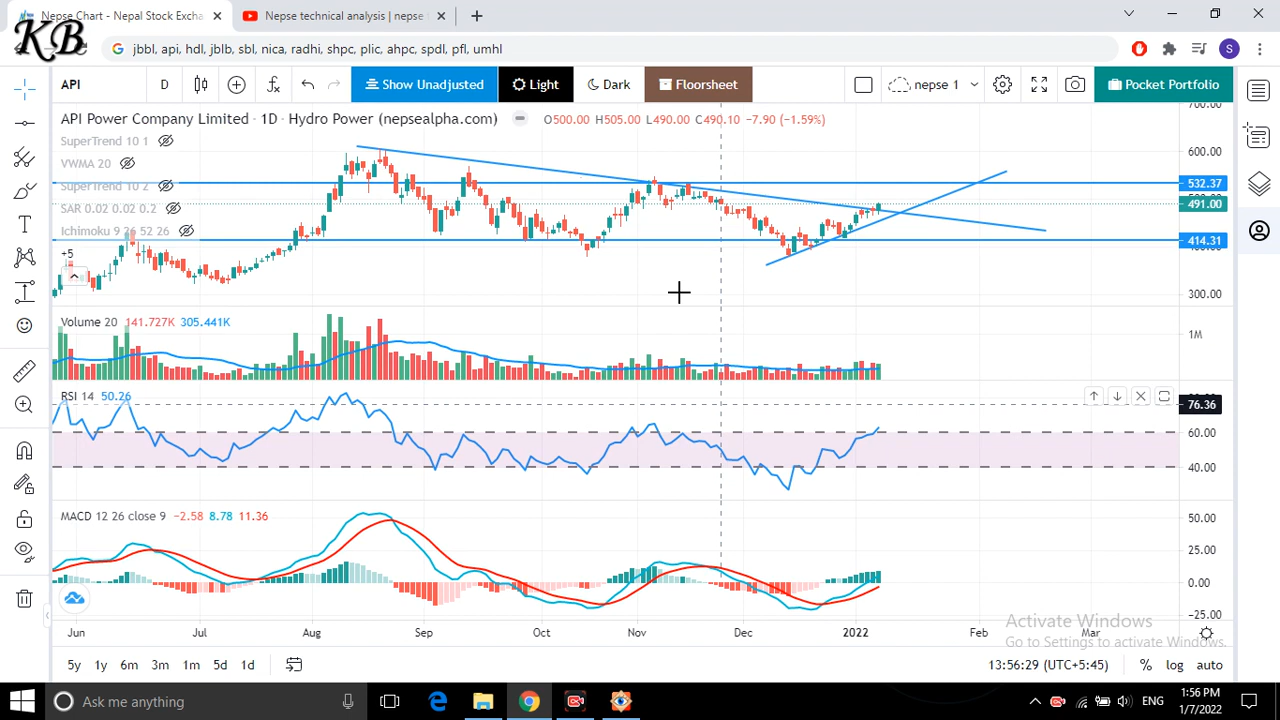 Nepse Chart - Nepal Stock Excha
Nepse technical analysis | nepse
KB
jbbl, api, hdl, jblb, sbl, nica, radhi, shpc, plic, ahpc, spdl, pfl, umhl
S
API D Show Unadjusted Light Dark Floorsheet nepse 1 Pocket Portfolio
API Power Company Limited · 1D · Hydro Power (nepsealpha.com) O500.00 H505.00 L490.00 C490.10 -7.90 (-1.59%)
SuperTrend 10 1
VWMA 20
SuperTrend 10 2
SAR 0.02 0.02 0.2
Ichimoku 9 26 52 26
+5
600.00
532.37
491.00
414.31
300.00
Volume 20 141.727K 305.441K
1M
RSI 14 50.26
76.36
60.00
40.00
MACD 12 26 close 9 -2.58 8.78 11.36
50.00
25.00
0.00
-25.00
Jun Jul Aug Sep Oct Nov Dec 2022 Feb Mar
Activate Windows
Go to Settings to activate Windows.
5y 1y 6m 3m 1m 5d 1d
13:56:29 (UTC+5:45) % log auto
Ask me anything
ENG
1:56 PM
1/7/2022